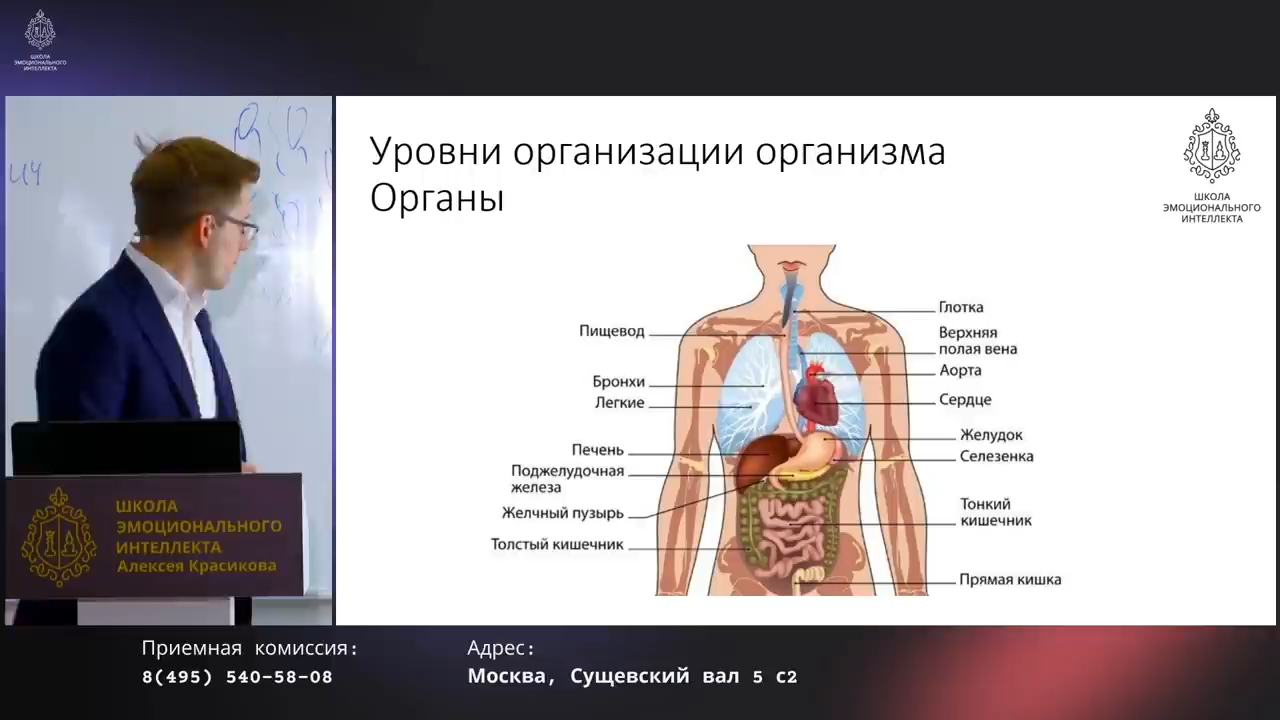 ШКОЛА
ЭМОЦИОНАЛЬНОГО
ИНТЕЛЛЕКТА
Уровни организации организма
Органы
ШКОЛА
ЭМОЦИОНАЛЬНОГО
ИНТЕЛЛЕКТА
Пищевод
Бронхи
Легкие
Печень
Поджелудочная
железа
Желчный пузырь
Толстый кишечник
Глотка
Верхняя
полая вена
Аорта
Сердце
Желудок
Селезенка
Тонкий
кишечник
Прямая кишка
ШКОЛА
ЭМОЦИОНАЛЬНОГО
ИНТЕЛЛЕКТА
Алексея Красикова
Приемная комиссия:
8(495) 540-58-08
Адрес:
Москва, Сущевский вал 5 с2